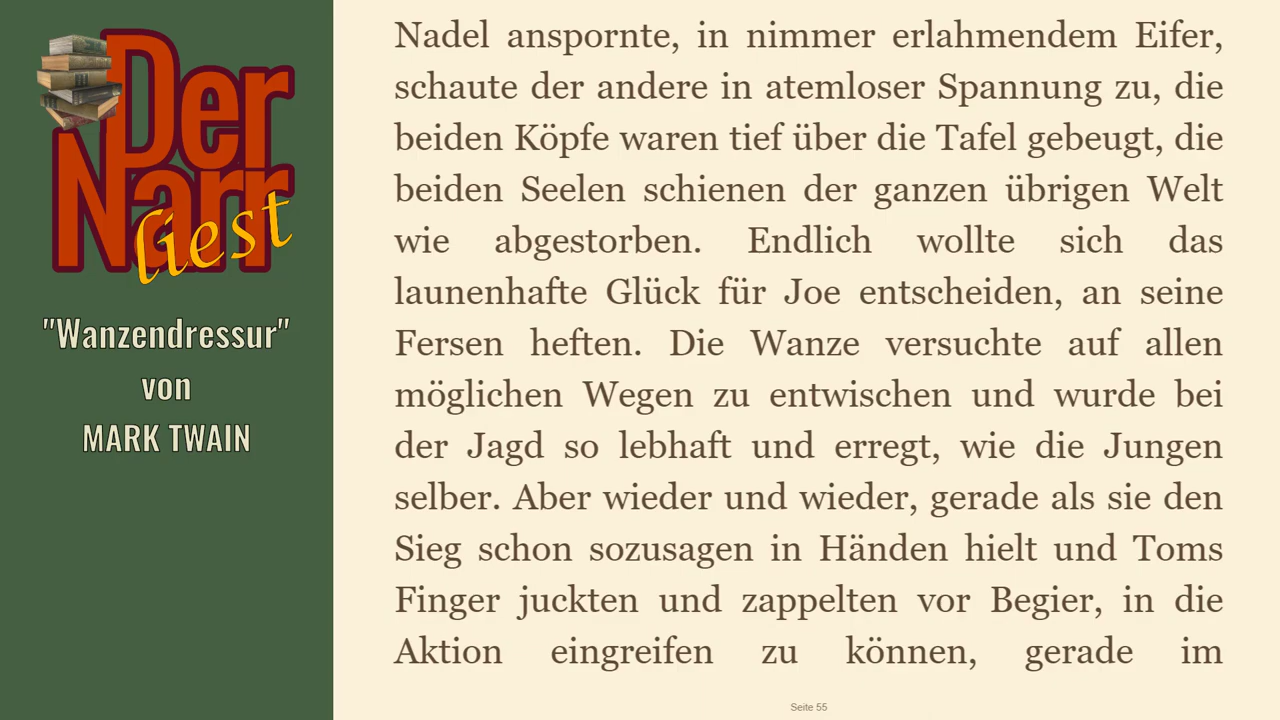 Der
Narr
liest
"Wanzendressur"
von
MARK TWAIN
Nadel anspornte, in nimmer erlahmendem Eifer,
schaute der andere in atemloser Spannung zu, die
beiden Köpfe waren tief über die Tafel gebeugt, die
beiden Seelen schienen der ganzen übrigen Welt
wie abgestorben. Endlich wollte sich das
launenhafte Glück für Joe entscheiden, an seine
Fersen heften. Die Wanze versuchte auf allen
möglichen Wegen zu entwischen und wurde bei
der Jagd so lebhaft und erregt, wie die Jungen
selber. Aber wieder und wieder, gerade als sie den
Sieg schon sozusagen in Händen hielt und Toms
Finger juckten und zappelten vor Begier, in die
Aktion eingreifen zu können, gerade im
Seite 55